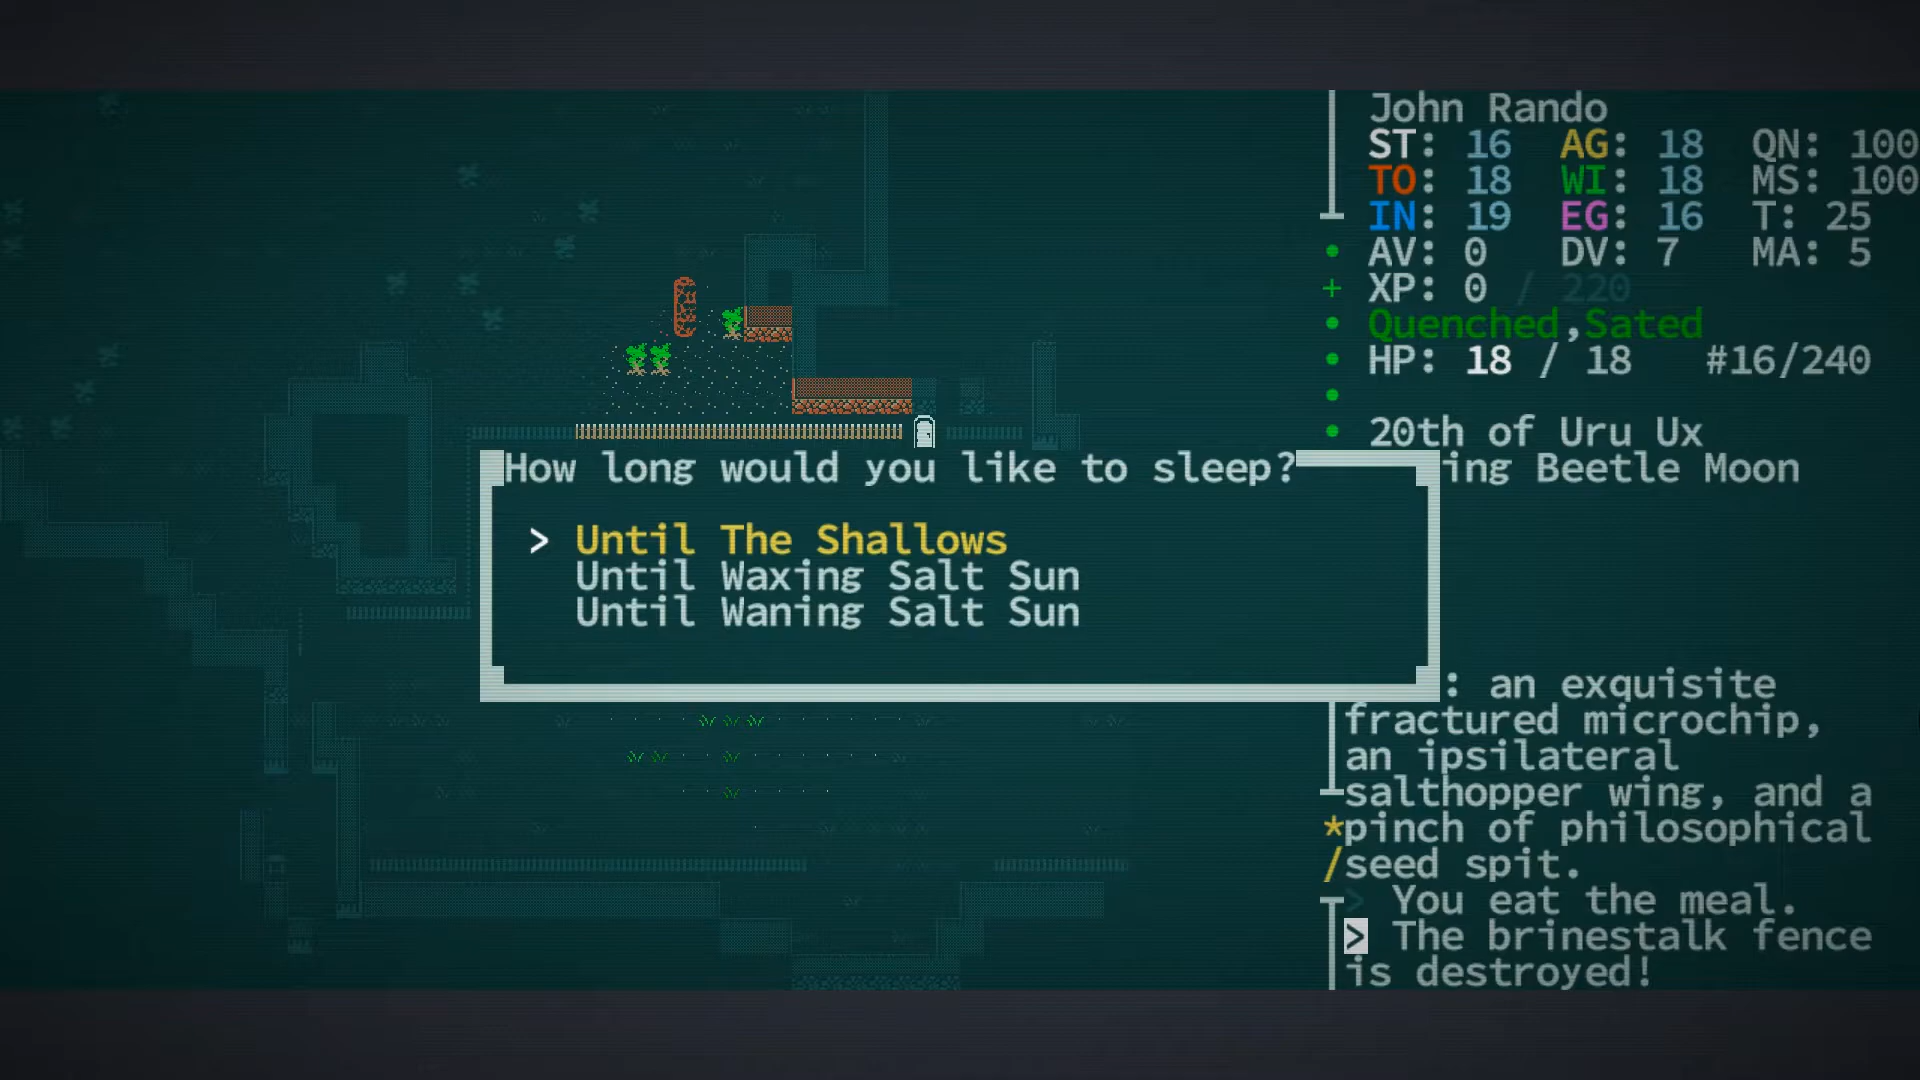 John Rando
ST: 16 AG: 18 QN: 100
TO: 18 WI: 18 MS: 100
IN: 19 EG: 16 T: 25
AV: 0 DV: 7 MA: 5
XP: 0 / 220
Quenched,Sated
HP: 18 / 18 #16/240
20th of Uru Ux
ing Beetle Moon
How long would you like to sleep?
> Until The Shallows
Until Waxing Salt Sun
Until Waning Salt Sun
: an exquisite
fractured microchip,
an ipsilateral
salthopper wing, and a
pinch of philosophical
seed spit.
> You eat the meal.
> The brinestalk fence
is destroyed!